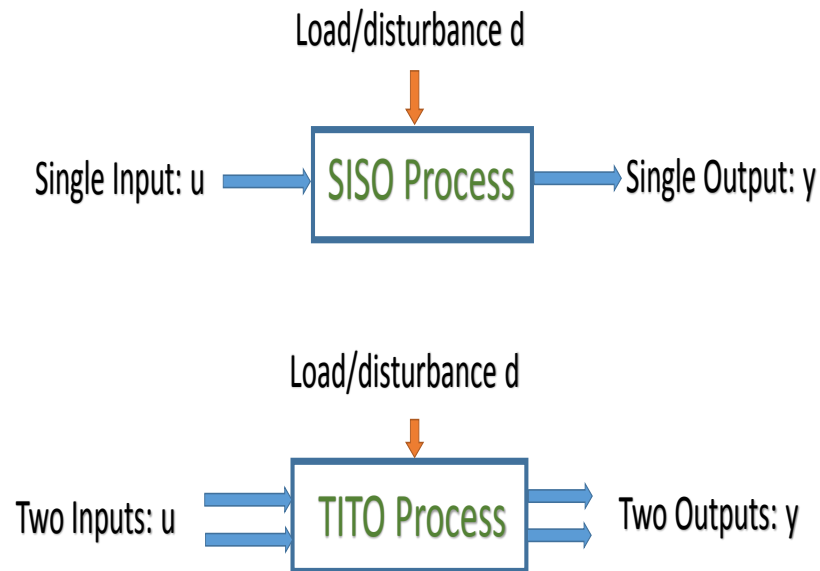 Load/disturbance d
Single Input: u
SISO Process
Single Output: y
Load/disturbance d
Two Inputs: u
TITO Process
Two Outputs: y